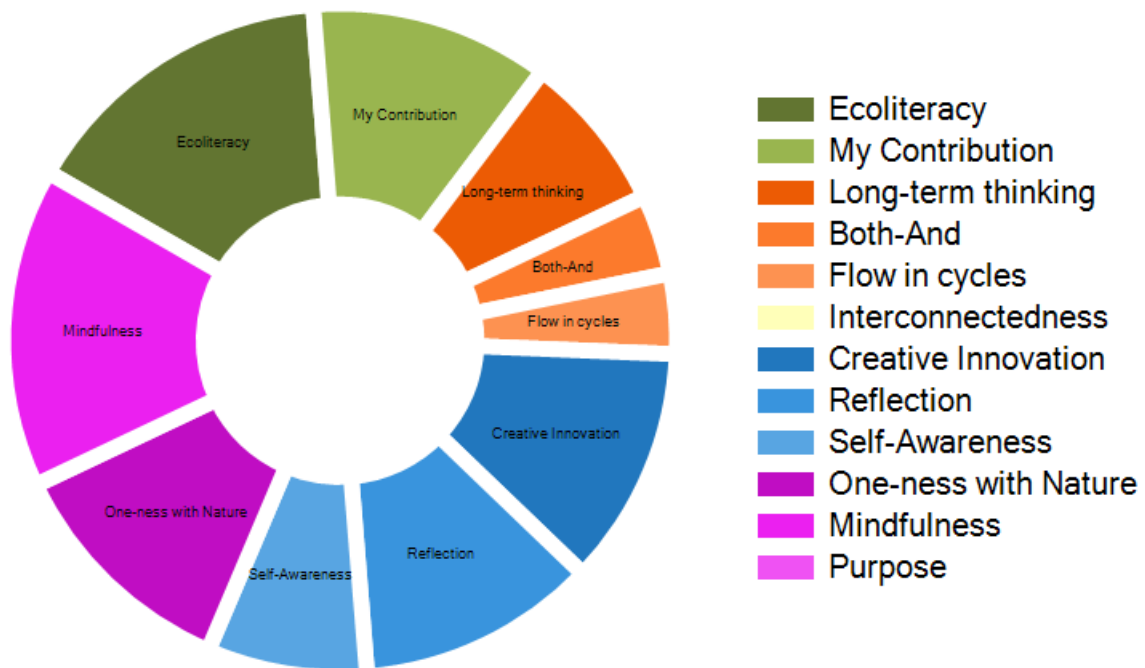 My Contribution
Ecoliteracy
Long-term thinking
Both-And
Flow in cycles
Mindfulness
Creative Innovation
One-ness with Nature
Reflection
Self-Awareness
Ecoliteracy
My Contribution
Long-term thinking
Both-And
Flow in cycles
Interconnectedness
Creative Innovation
Reflection
Self-Awareness
One-ness with Nature
Mindfulness
Purpose